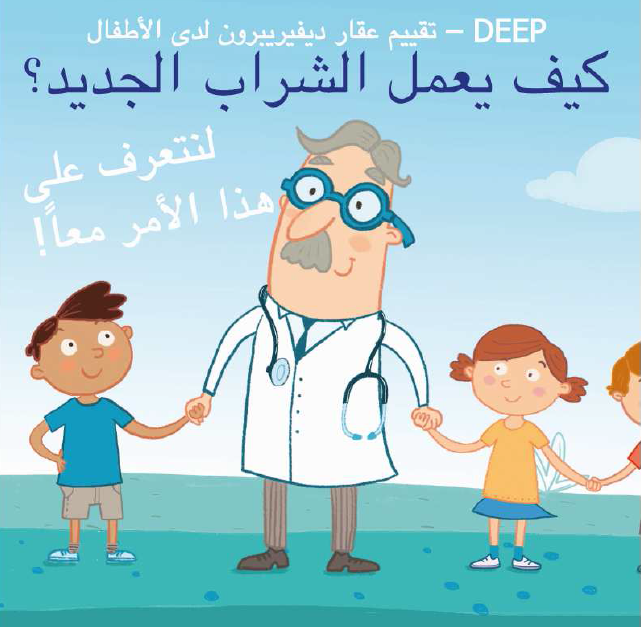 DEEP – تقييم عقار ديفيريبرون لدى الأطفال
كيف يعمل الشراب الجديد؟
لنتعرف على
هذا الأمر معاً!